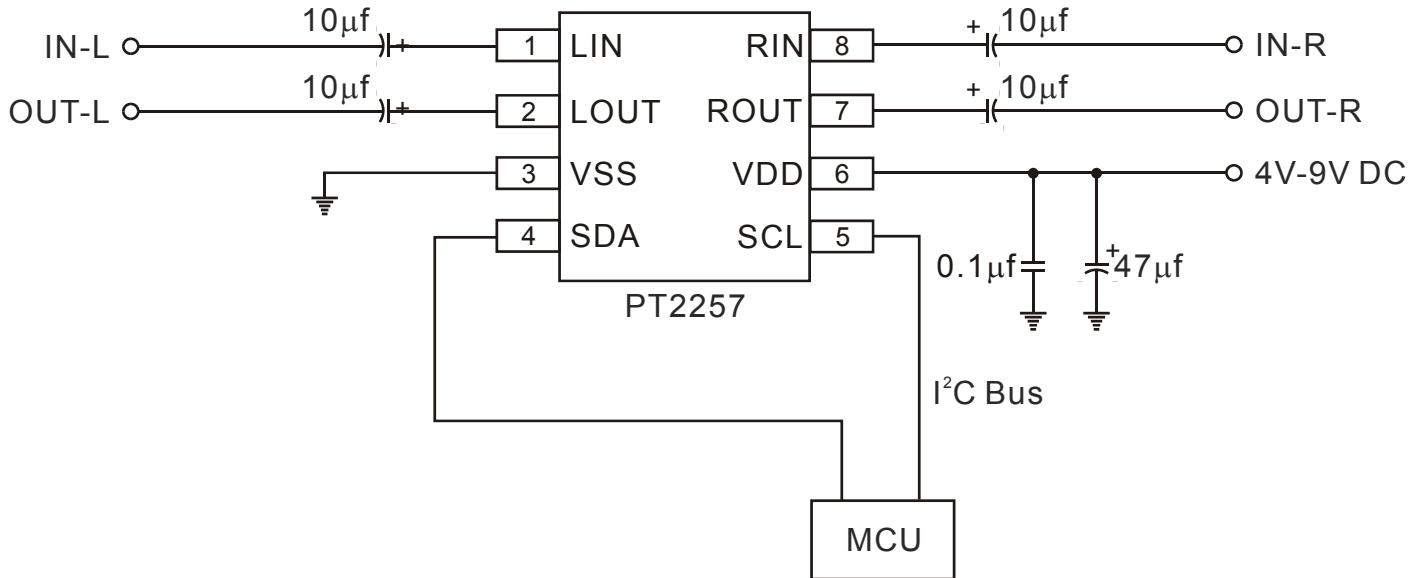 10µf
10µf
IN-L
1
LIN
RIN
8
IN-R
10µf
10µf
OUT-L
2
LOUT
ROUT
7
OUT-R
3
VSS
VDD
6
4V-9V DC
4
SDA
SCL
5
0.1µf
47µf
PT2257
I²C Bus
MCU